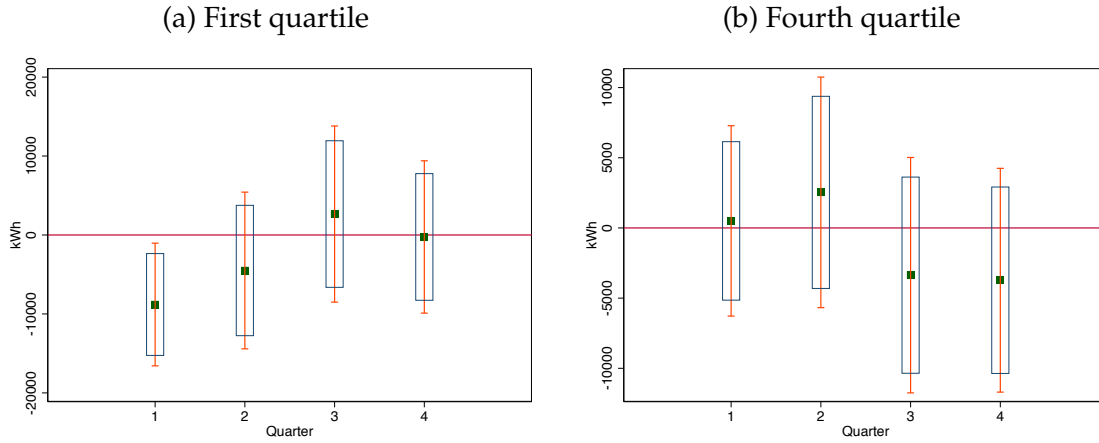 (a) First quartile
20000
10000
0
-10000
-20000
kWh
1 2 3 4
Quarter
(b) Fourth quartile
10000
5000
0
-5000
-10000
kWh
1 2 3 4
Quarter